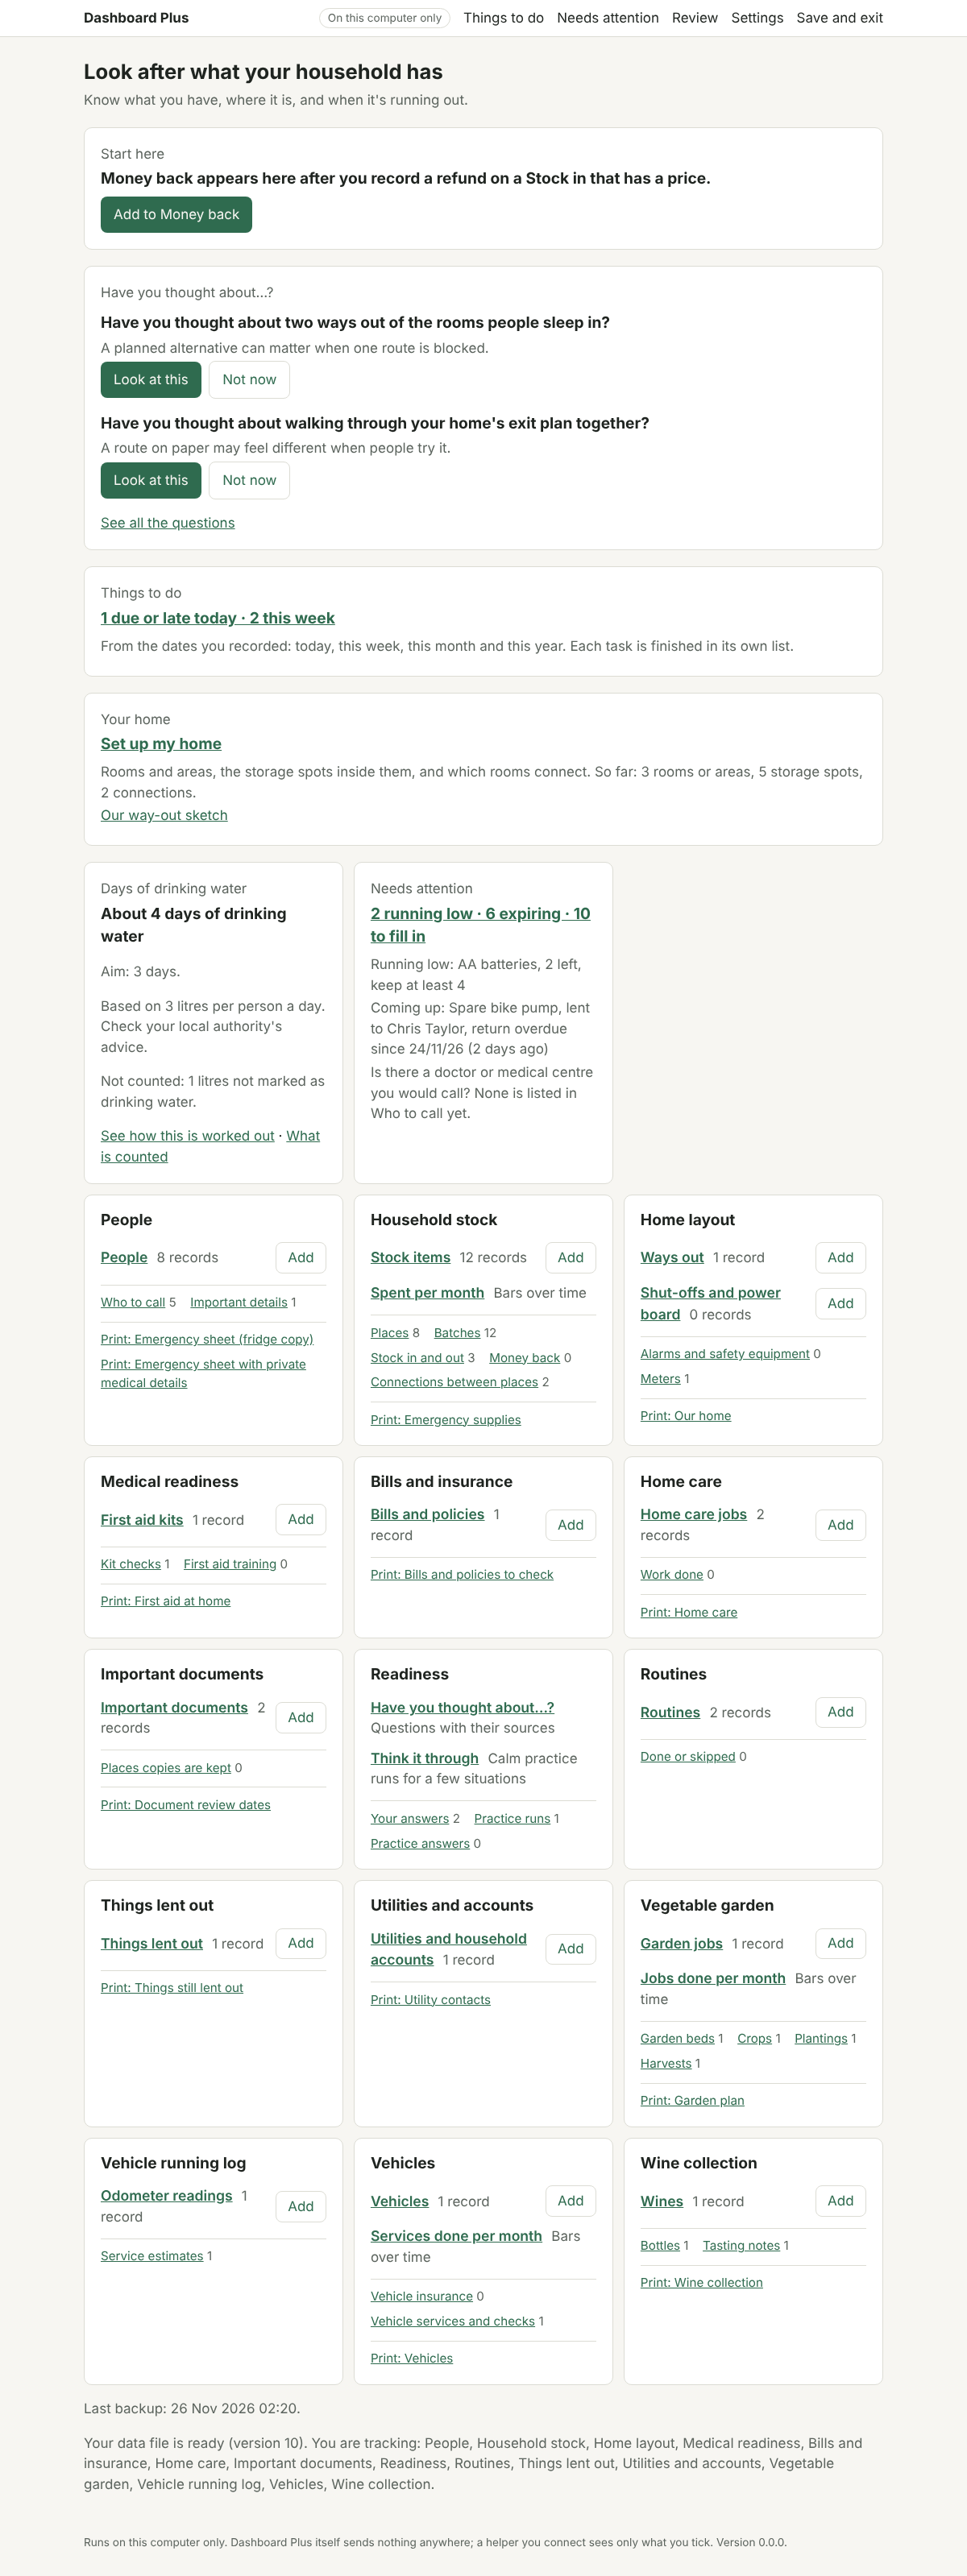 Dashboard Plus
On this computer only
Things to do
Needs attention
Review
Settings
Save and exit
Look after what your household has
Know what you have, where it is, and when it's running out.
Start here
Money back appears here after you record a refund on a Stock in that has a price.
Add to Money back
Have you thought about...?
Have you thought about two ways out of the rooms people sleep in?
A planned alternative can matter when one route is blocked.
Look at this
Not now
Have you thought about walking through your home's exit plan together?
A route on paper may feel different when people try it.
Look at this
Not now
See all the questions
Things to do
1 due or late today · 2 this week
From the dates you recorded: today, this week, this month and this year. Each task is finished in its own list.
Your home
Set up my home
Rooms and areas, the storage spots inside them, and which rooms connect. So far: 3 rooms or areas, 5 storage spots,
2 connections.
Our way-out sketch
Days of drinking water
About 4 days of drinking
water
Aim: 3 days.
Based on 3 litres per person a day.
Check your local authority's
advice.
Not counted: 1 litres not marked as
drinking water.
See how this is worked out · What
is counted
Needs attention
2 running low · 6 expiring · 10
to fill in
Running low: AA batteries, 2 left,
keep at least 4
Coming up: Spare bike pump, lent
to Chris Taylor, return overdue
since 24/11/26 (2 days ago)
Is there a doctor or medical centre
you would call? None is listed in
Who to call yet.
People
People 8 records
Add
Who to call 5 Important details 1
Print: Emergency sheet (fridge copy)
Print: Emergency sheet with private
medical details
Household stock
Stock items 12 records
Add
Spent per month Bars over time
Places 8 Batches 12
Stock in and out 3 Money back 0
Connections between places 2
Print: Emergency supplies
Home layout
Ways out 1 record
Add
Shut-offs and power
board 0 records
Add
Alarms and safety equipment 0
Meters 1
Print: Our home
Medical readiness
First aid kits 1 record
Add
Kit checks 1 First aid training 0
Print: First aid at home
Bills and insurance
Bills and policies 1
record
Add
Print: Bills and policies to check
Home care
Home care jobs 2
records
Add
Work done 0
Print: Home care
Important documents
Important documents 2
records
Add
Places copies are kept 0
Print: Document review dates
Readiness
Have you thought about...?
Questions with their sources
Think it through Calm practice
runs for a few situations
Your answers 2 Practice runs 1
Practice answers 0
Routines
Routines 2 records
Add
Done or skipped 0
Things lent out
Things lent out 1 record
Add
Print: Things still lent out
Utilities and accounts
Utilities and household
accounts 1 record
Add
Print: Utility contacts
Vegetable garden
Garden jobs 1 record
Add
Jobs done per month Bars over
time
Garden beds 1 Crops 1 Plantings 1
Harvests 1
Print: Garden plan
Vehicle running log
Odometer readings 1
record
Add
Service estimates 1
Vehicles
Vehicles 1 record
Add
Services done per month Bars
over time
Vehicle insurance 0
Vehicle services and checks 1
Print: Vehicles
Wine collection
Wines 1 record
Add
Bottles 1 Tasting notes 1
Print: Wine collection
Last backup: 26 Nov 2026 02:20.
Your data file is ready (version 10). You are tracking: People, Household stock, Home layout, Medical readiness, Bills and
insurance, Home care, Important documents, Readiness, Routines, Things lent out, Utilities and accounts, Vegetable
garden, Vehicle running log, Vehicles, Wine collection.
Runs on this computer only. Dashboard Plus itself sends nothing anywhere; a helper you connect sees only what you tick. Version 0.0.0.